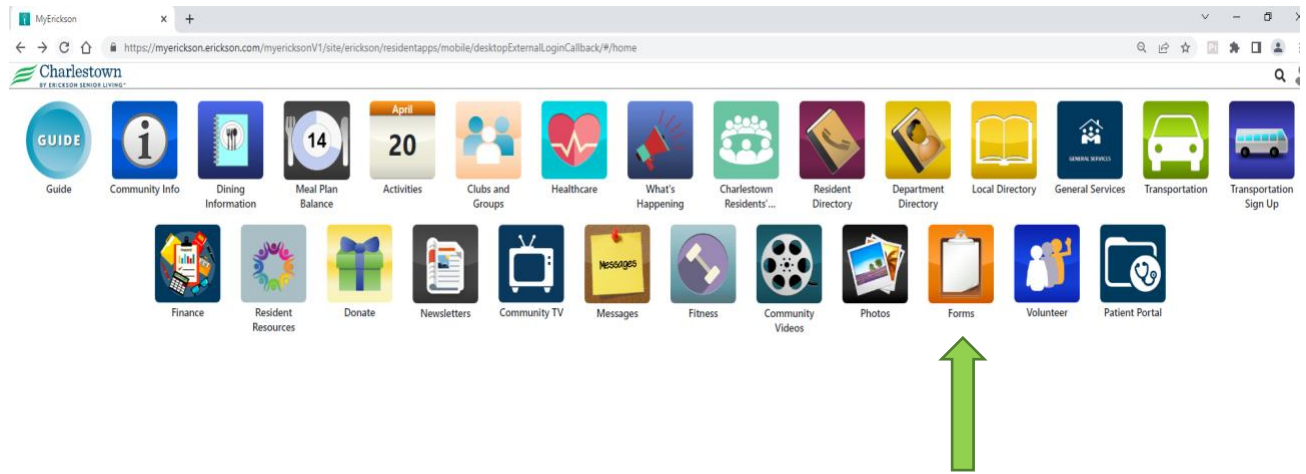 MyErickson
https://myerickson.erickson.com/myericksonV1/site/erickson/residentapps/mobile/desktopExternalLoginCallback/#/home
Charlestown
BY ERICKSON SENIOR LIVING®
GUIDE
14
April
20
GENERAL SERVICES
Guide
Community Info
Dining
Information
Meal Plan
Balance
Activities
Clubs and
Groups
Healthcare
What's
Happening
Charlestown
Residents'...
Resident
Directory
Department
Directory
Local Directory
General Services
Transportation
Transportation
Sign Up
Messages
Finance
Resident
Resources
Donate
Newsletters
Community TV
Messages
Fitness
Community
Videos
Photos
Forms
Volunteer
Patient Portal